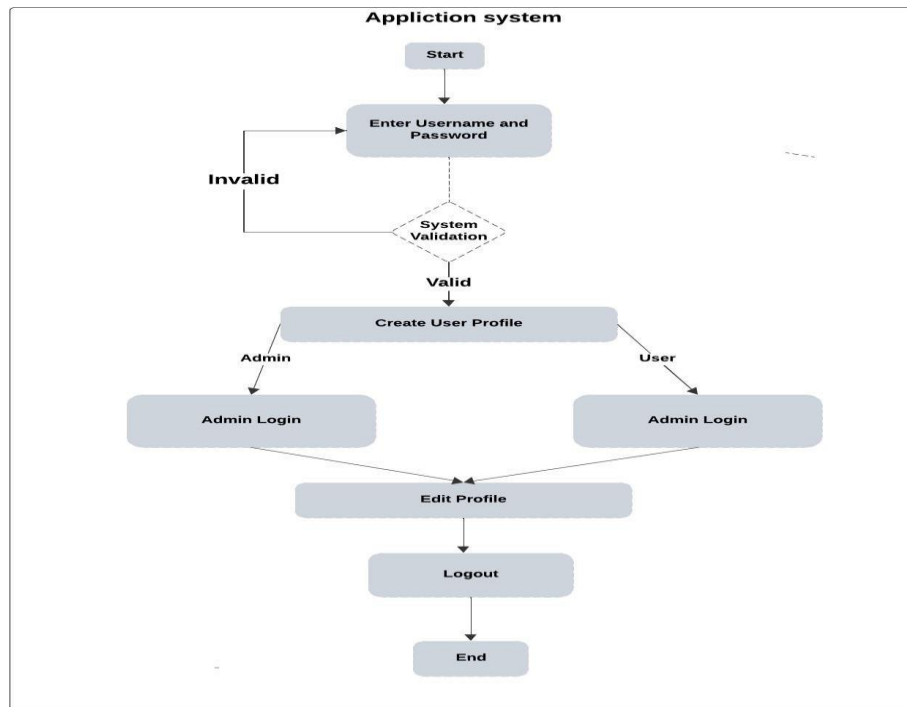 Appliction system
Start
Enter Username and
Password
Invalid
System
Validation
Valid
Create User Profile
Admin
User
Admin Login
Admin Login
Edit Profile
Logout
End